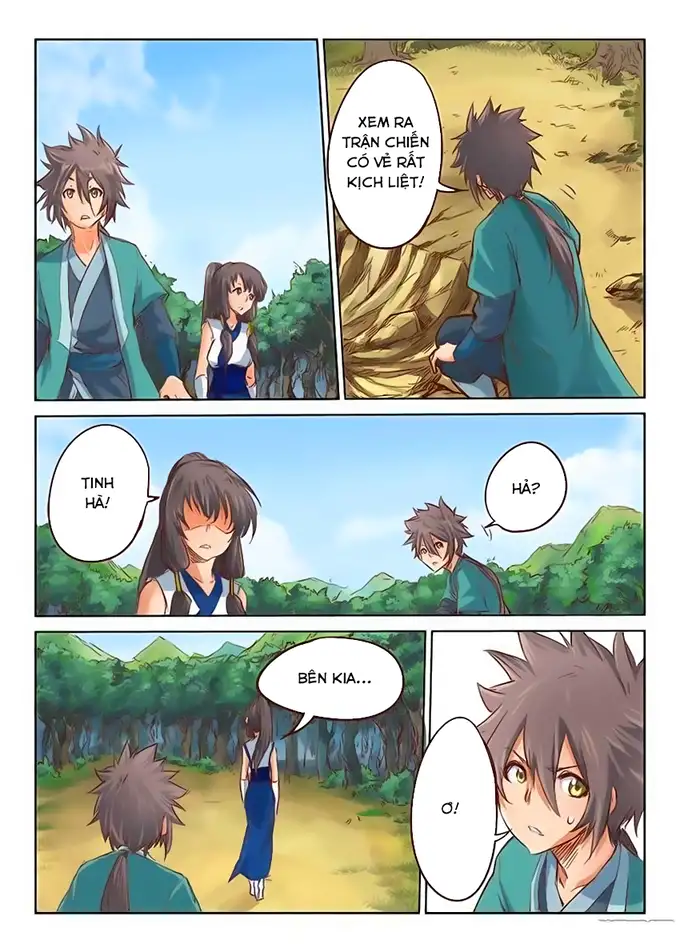 XEM RA
TRẬN CHIẾN
CÓ VẺ RẤT
KỊCH LIỆT!
TINH
HÀ!
HẢ?
BÊN KIA...
Ơ!